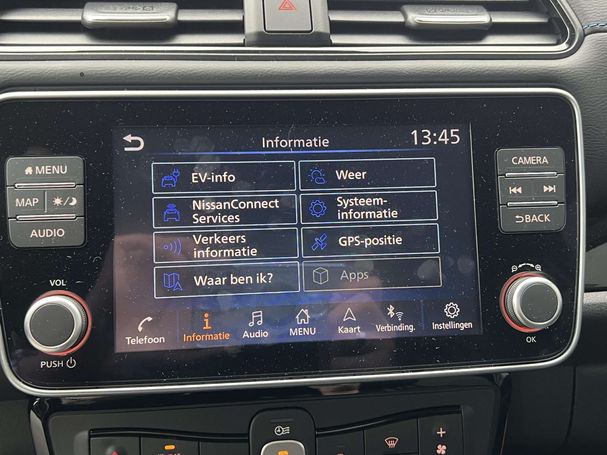 Informatie 13:45
EV-info
Weer
NissanConnect
Services
Systeem-
informatie
Verkeers
informatie
GPS-positie
Waar ben ik?
Apps
Telefoon
Informatie
Audio
MENU
Kaart
Verbinding.
Instellingen
MENU
MAP
AUDIO
VOL
PUSH
CAMERA
BACK
OK